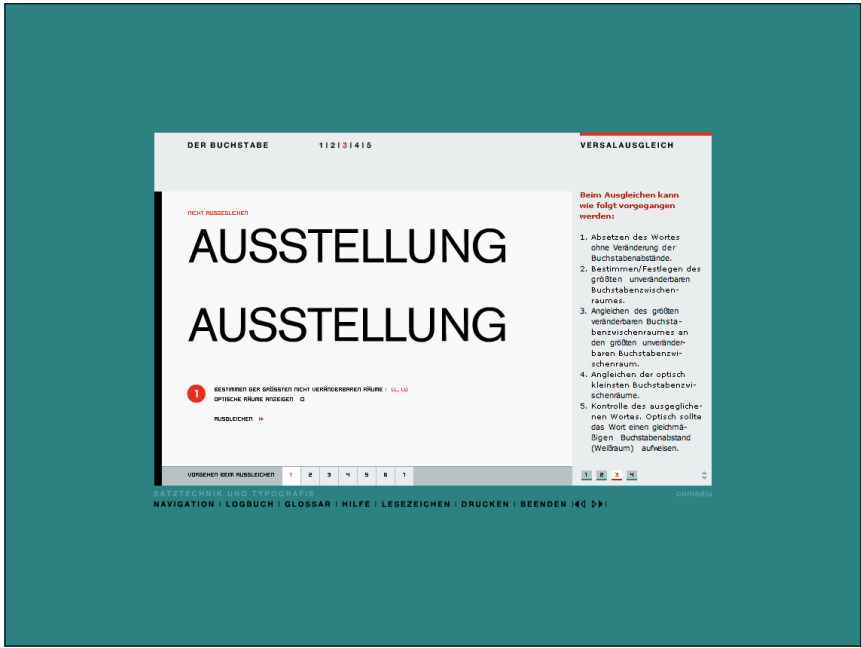 DER BUCHSTABE
1|2|3|4|5
VERSALAUSGLEICH
NICHT AUSGEGLICHEN
AUSSTELLUNG
AUSSTELLUNG
1
BESTIMMEN GER GRÖSSTEN NICHT VERÄNDERBAREN RÄUME : LL, LU
OPTISCHE RÄUME ANZEIGEN
AUSGLEICHEN
VORGEHEN BEIM AUSGLEICHEN 1 2 3 4 5 6 7
Beim Ausgleichen kann
wie folgt vorgegangen
werden:
1. Absetzen des Wortes
ohne Veränderung der
Buchstabenabstände.
2. Bestimmen/Festlegen des
größten unveränderbaren
Buchstabenzwischen-
raumes.
3. Angleichen des größten
veränderbaren Buchsta-
benzwischenraumes an
den größten unveränder-
baren Buchstabenzwi-
schenraum.
4. Angleichen der optisch
kleinsten Buchstabenzwi-
schenräume.
5. Kontrolle des ausgegliche-
nen Wortes. Optisch sollte
das Wort einen gleichmä-
ßigen Buchstabenabstand
(Weißraum) aufweisen.
1 2 3 4
SATZTECHNIK UND TYPOGRAFIE
comedia
NAVIGATION | LOGBUCH | GLOSSAR | HILFE | LESEZEICHEN | DRUCKEN | BEENDEN